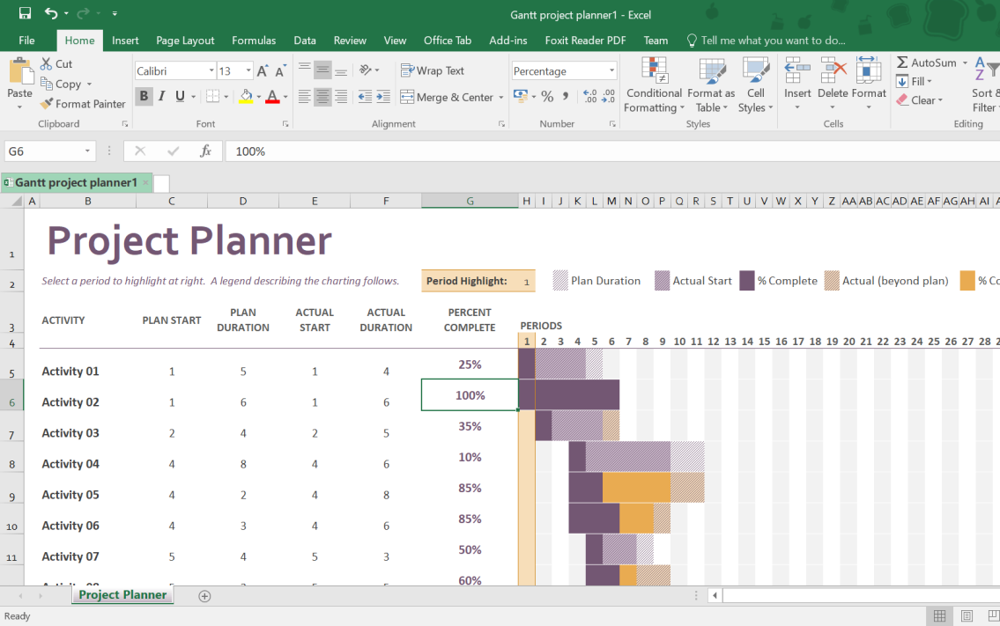 Gantt project planner1 - Excel
File Home Insert Page Layout Formulas Data Review View Office Tab Add-ins Foxit Reader PDF Team Tell me what you want to do...
Paste Cut Copy Format Painter Clipboard
Calibri 13 A A B I U A Font
Wrap Text Merge & Center Alignment
Percentage % , .0 .00 .00 .0 Number
Conditional Formatting Format as Table Cell Styles Styles
Insert Delete Format Cells
AutoSum Fill Clear Sort & Filter Editing
G6 fx 100%
Gantt project planner1
A B C D E F G H I J K L M N O P Q R S T U V W X Y Z AA AB AC AD AE AF AG AH AI
1 Project Planner
2 Select a period to highlight at right. A legend describing the charting follows. Period Highlight: 1 Plan Duration Actual Start % Complete Actual (beyond plan) % Co
3 ACTIVITY PLAN START PLAN DURATION ACTUAL START ACTUAL DURATION PERCENT COMPLETE PERIODS
4 1 2 3 4 5 6 7 8 9 10 11 12 13 14 15 16 17 18 19 20 21 22 23 24 25 26 27 28 2
5 Activity 01 1 5 1 4 25%
6 Activity 02 1 6 1 6 100%
7 Activity 03 2 4 2 5 35%
8 Activity 04 4 8 4 6 10%
9 Activity 05 4 2 4 8 85%
10 Activity 06 4 3 4 6 85%
11 Activity 07 5 4 5 3 50%
60%
Project Planner
Ready